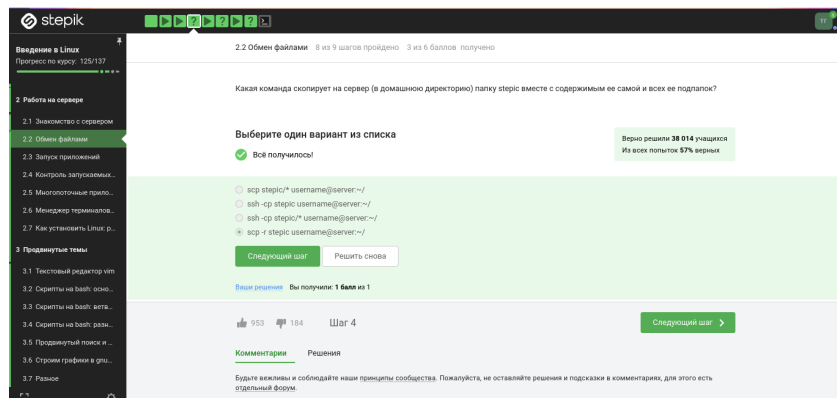 stepik
ТГ
Введение в Linux
Прогресс по курсу: 125/137
2 Работа на сервере
2.1 Знакомство с сервером
2.2 Обмен файлами
2.3 Запуск приложений
2.4 Контроль запускаемых...
2.5 Многопоточные прило...
2.6 Менеджер терминалов...
2.7 Как установить Linux: р...
3 Продвинутые темы
3.1 Текстовый редактор vim
3.2 Скрипты на bash: осно...
3.3 Скрипты на bash: ветв...
3.4 Скрипты на bash: разн...
3.5 Продвинутый поиск и ...
3.6 Строим графики в gnu...
3.7 Разное
2.2 Обмен файлами 8 из 9 шагов пройдено 3 из 6 баллов получено
Какая команда скопирует на сервер (в домашнюю директорию) папку stepic вместе с содержимым ее самой и всех ее подпапок?
Выберите один вариант из списка
Всё получилось!
Верно решили 38 014 учащихся
Из всех попыток 57% верных
scp stepic/* username@server:~/
ssh -cp stepic username@server:~/
ssh -cp stepic/* username@server:~/
scp -r stepic username@server:~/
Следующий шаг Решить снова
Ваши решения Вы получили: 1 балл из 1
953 184 Шаг 4 Следующий шаг
Комментарии Решения
Будьте вежливы и соблюдайте наши принципы сообщества. Пожалуйста, не оставляйте решения и подсказки в комментариях, для этого есть
отдельный форум.